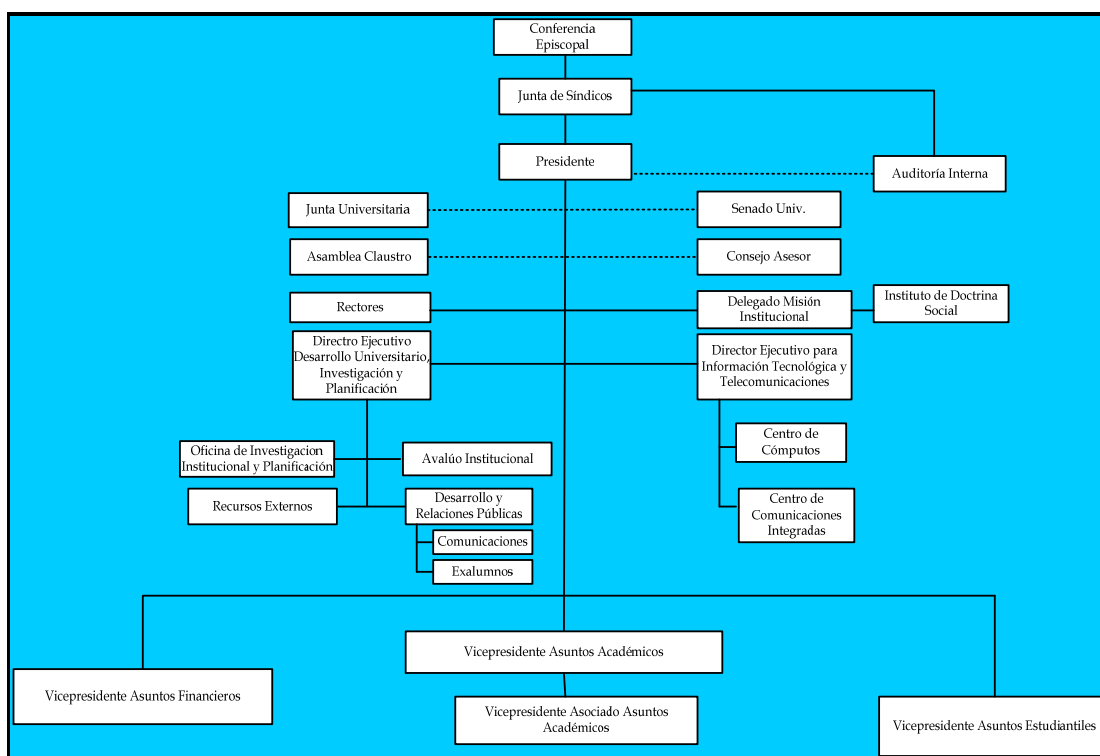 Conferencia
Episcopal
Junta de Síndicos
Presidente
Auditoría Interna
Junta Universitaria
Senado Univ.
Asamblea Claustro
Consejo Asesor
Rectores
Delegado Misión
Institucional
Instituto de Doctrina
Social
Directro Ejecutivo
Desarrollo Universitario,
Investigación y
Planificación
Director Ejecutivo para
Información Tecnológica y
Telecomunicaciones
Centro de
Cómputos
Oficina de Investigacion
Institucional y Planificación
Avalúo Institucional
Recursos Externos
Desarrollo y
Relaciones Públicas
Centro de
Comunicaciones
Integradas
Comunicaciones
Exalumnos
Vicepresidente Asuntos Académicos
Vicepresidente Asuntos Financieros
Vicepresidente Asociado Asuntos
Académicos
Vicepresidente Asuntos Estudiantiles